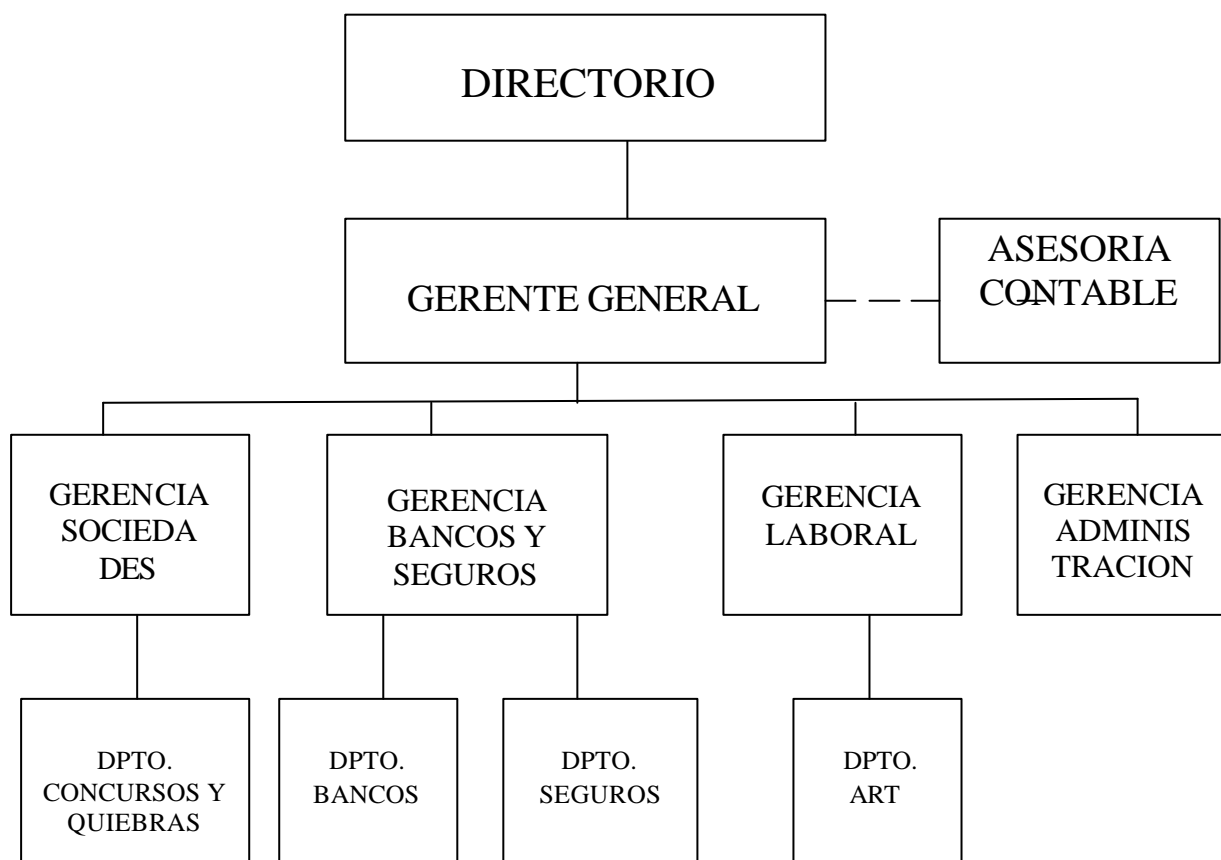 DIRECTORIO
GERENTE GENERAL
ASESORIA
CONTABLE
GERENCIA
SOCIEDA
DES
GERENCIA
BANCOS Y
SEGUROS
GERENCIA
LABORAL
GERENCIA
ADMINIS
TRACION
DPTO.
CONCURSOS Y
QUIEBRAS
DPTO.
BANCOS
DPTO.
SEGUROS
DPTO.
ART